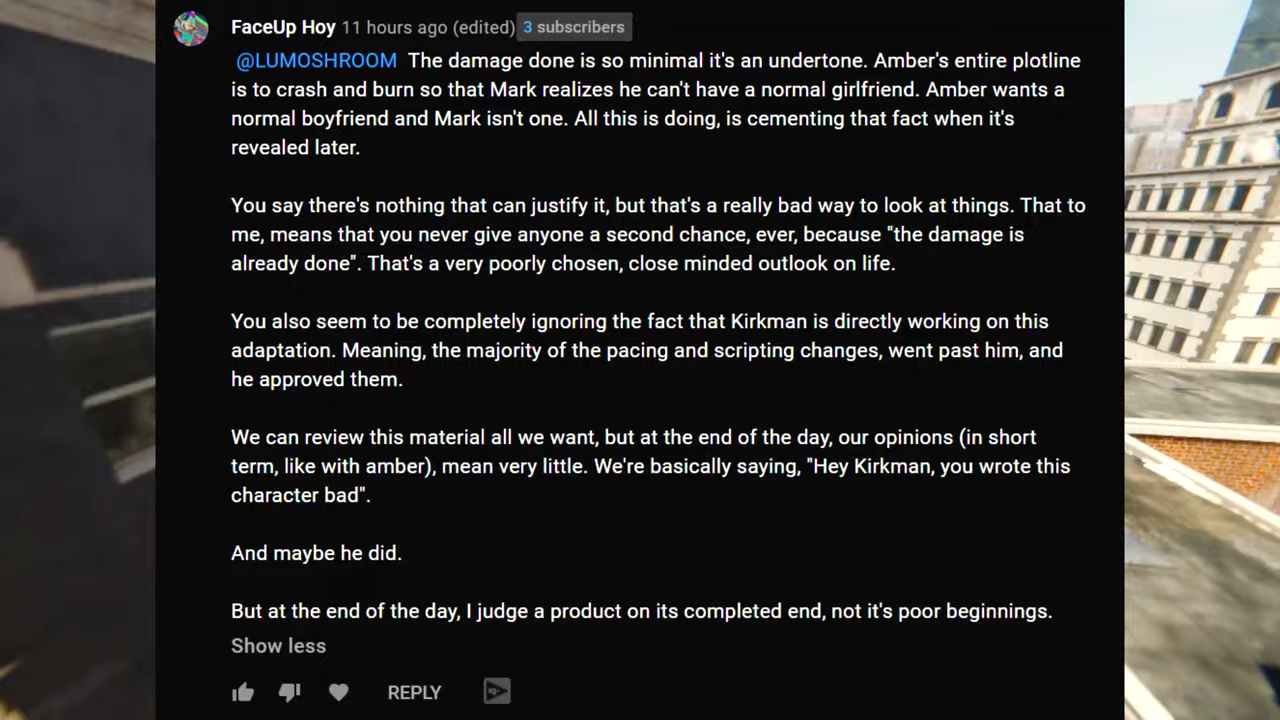 FaceUp Hoy 11 hours ago (edited) 3 subscribers
@LUMOSHROOM The damage done is so minimal it's an undertone. Amber's entire plotline
is to crash and burn so that Mark realizes he can't have a normal girlfriend. Amber wants a
normal boyfriend and Mark isn't one. All this is doing, is cementing that fact when it's
revealed later.
You say there's nothing that can justify it, but that's a really bad way to look at things. That to
me, means that you never give anyone a second chance, ever, because "the damage is
already done". That's a very poorly chosen, close minded outlook on life.
You also seem to be completely ignoring the fact that Kirkman is directly working on this
adaptation. Meaning, the majority of the pacing and scripting changes, went past him, and
he approved them.
We can review this material all we want, but at the end of the day, our opinions (in short
term, like with amber), mean very little. We're basically saying, "Hey Kirkman, you wrote this
character bad".
And maybe he did.
But at the end of the day, I judge a product on its completed end, not it's poor beginnings.
Show less
REPLY